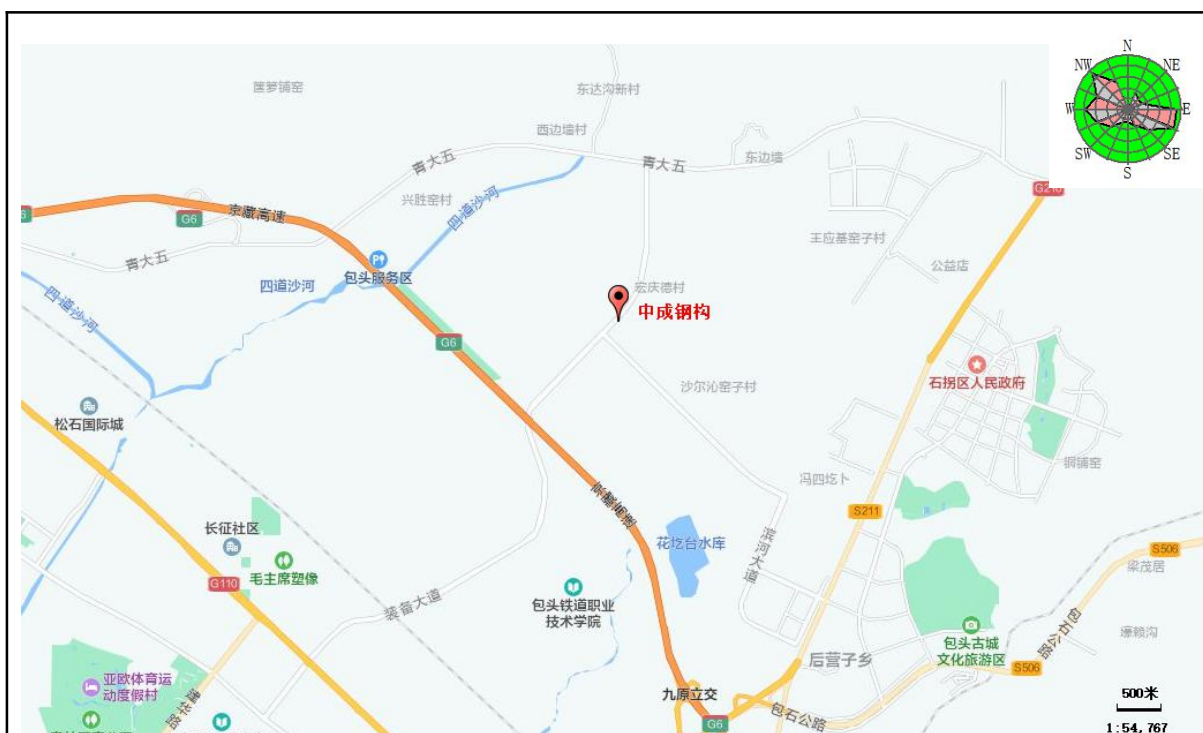 N
NW
NE
W
E
SW
SE
S
筐箩铺窑
东达沟新村
西边墙村
青大五
青大五
东边墙
G210
兴胜窑村
四道沙河
京藏高速
G6
G6
王应基窑子村
公益店
青大五
包头服务区
四道沙河
四道沙河
宏庆德村
中成钢构
G6
石拐区人民政府
沙尔沁窑子村
松石国际城
铜铺窑
冯四圪卜
京藏高速
S211
长征社区
花圪台水库
滨河大道
S506
毛主席塑像
G110
梁茂居
包头铁道职业
技术学院
装备大道
包石公路
壕赖沟
包头古城
文化旅游区
后营子乡
S506
亚欧体育运
动度假村
九原立交
建华路
包石公路
G6
500米
1:54,767